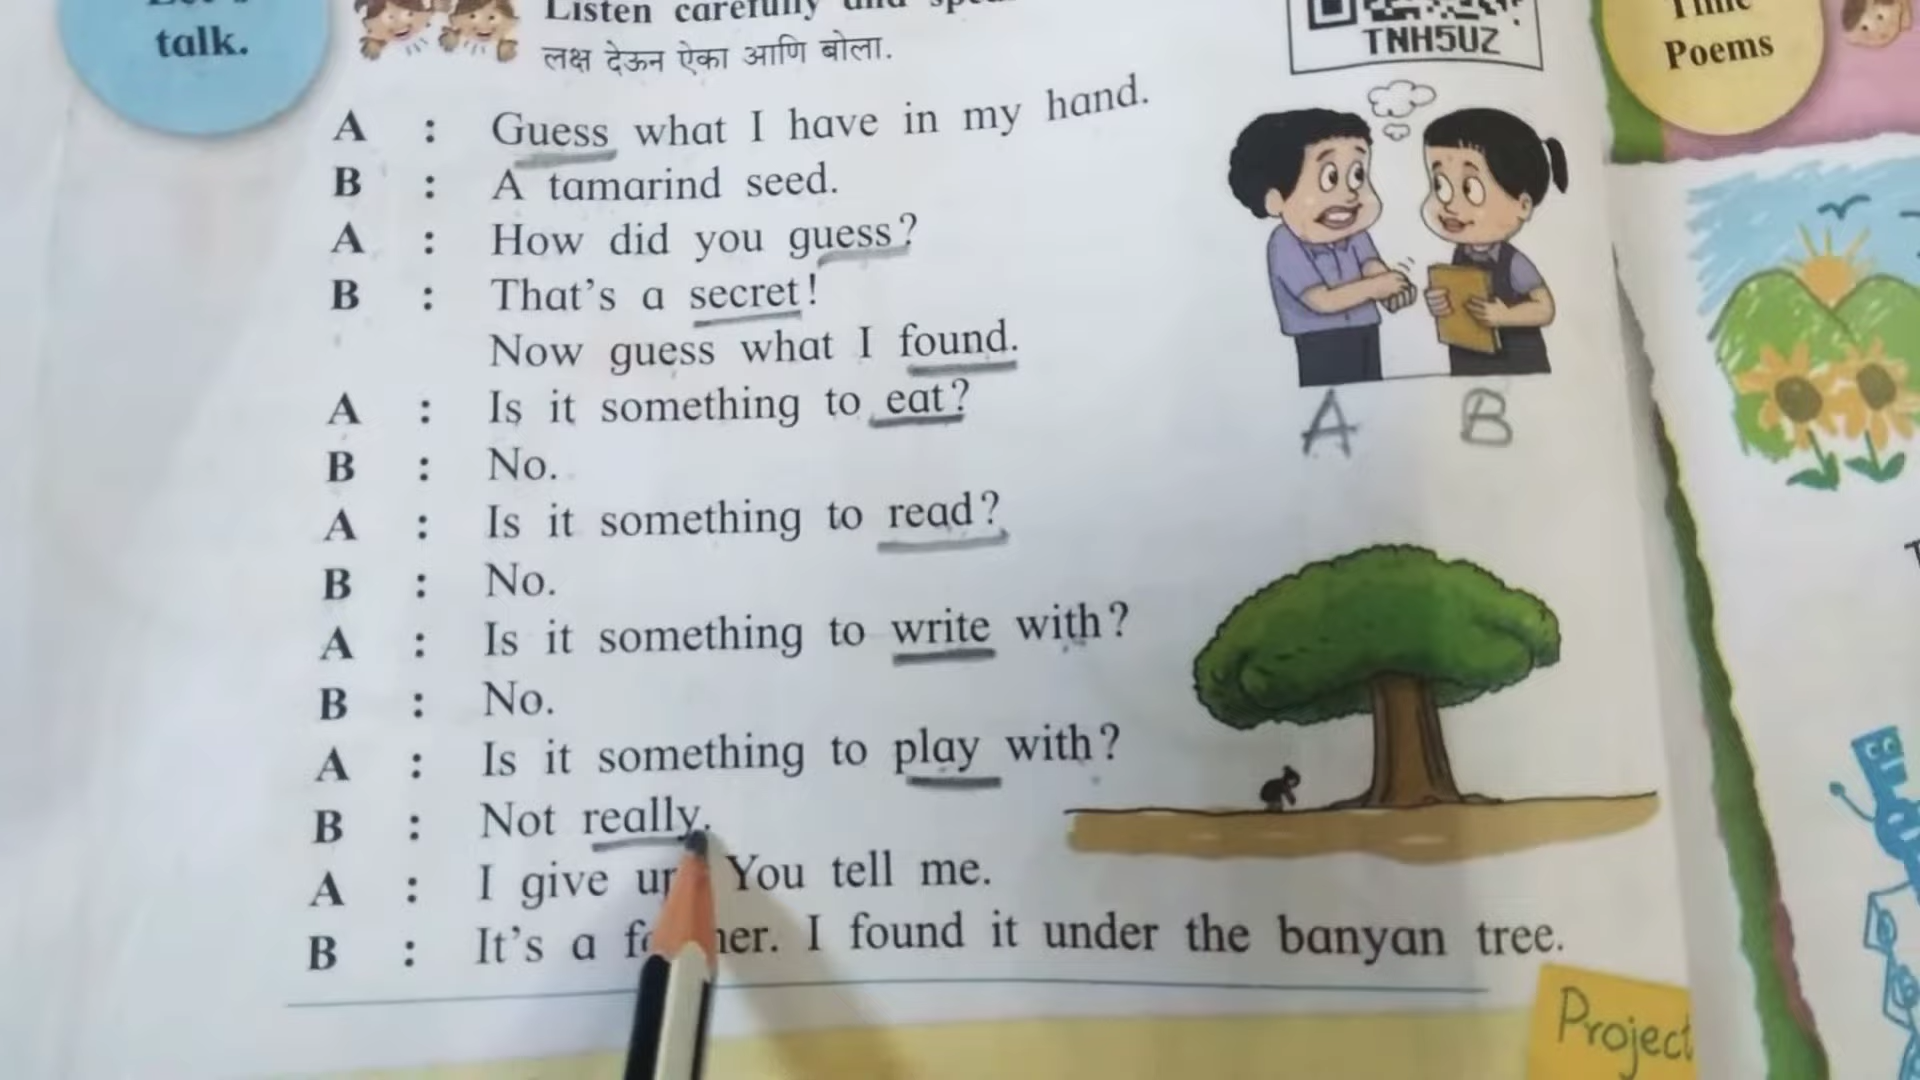 talk.
Listen carefully and
लक्ष देऊन ऐका आणि बोला.
TNH5UZ
Time
Poems
A : Guess what I have in my hand.
B : A tamarind seed.
A : How did you guess?
B : That's a secret!
Now guess what I found.
A : Is it something to eat?
B : No.
A : Is it something to read?
B : No.
A : Is it something to write with?
B : No.
A : Is it something to play with?
B : Not really.
A : I give You tell me.
B : It's a I found it under the banyan tree.
A B
Project